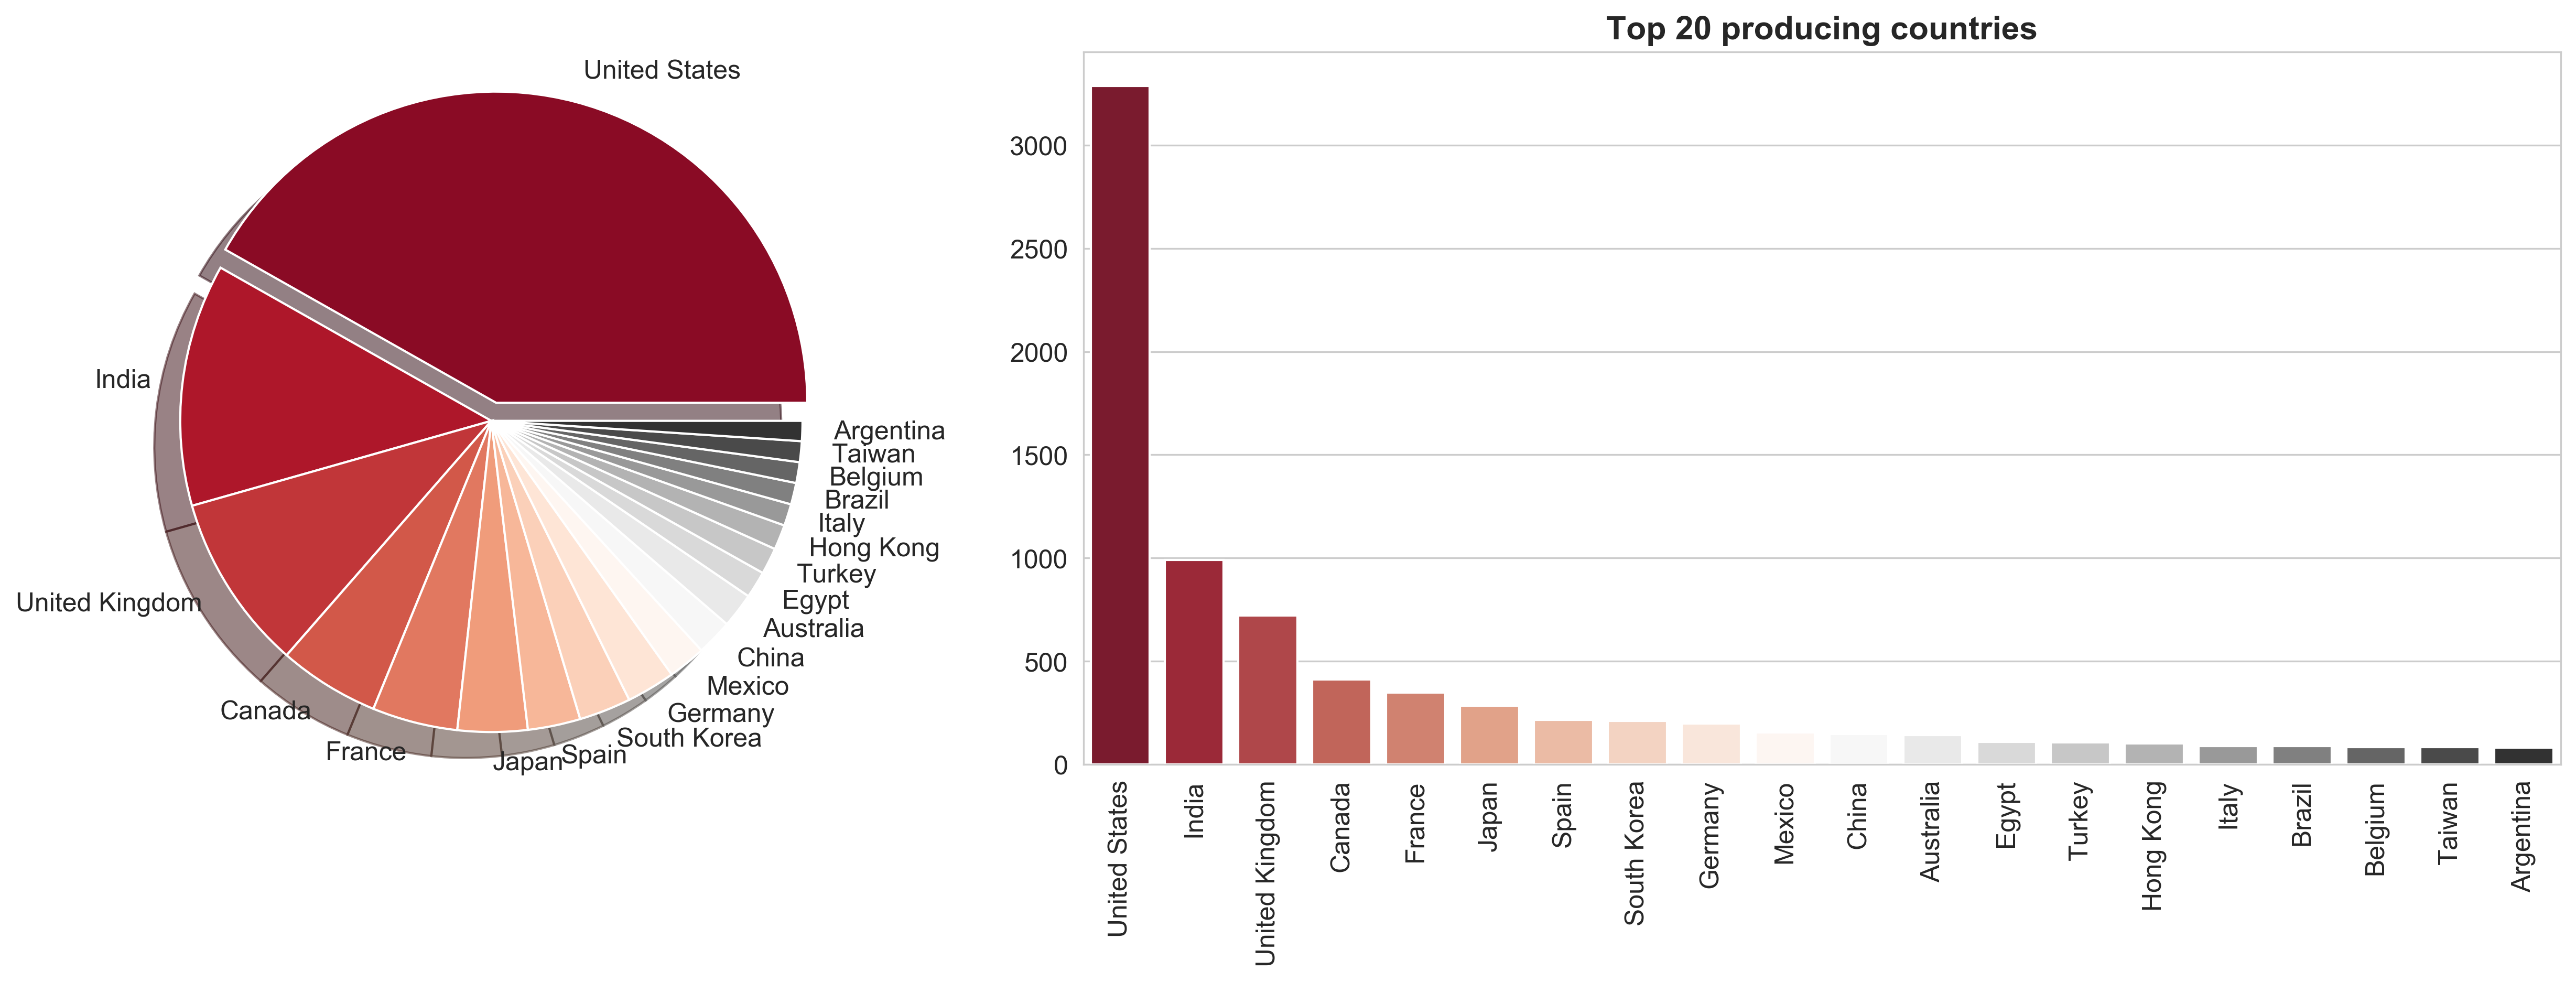 United States
India
United Kingdom
Canada
France
Japan
Spain
South Korea
Germany
Mexico
China
Australia
Egypt
Turkey
Hong Kong
Italy
Brazil
Belgium
Taiwan
Argentina
Top 20 producing countries
3000
2500
2000
1500
1000
500
0
United States
India
United Kingdom
Canada
France
Japan
Spain
South Korea
Germany
Mexico
China
Australia
Egypt
Turkey
Hong Kong
Italy
Brazil
Belgium
Taiwan
Argentina